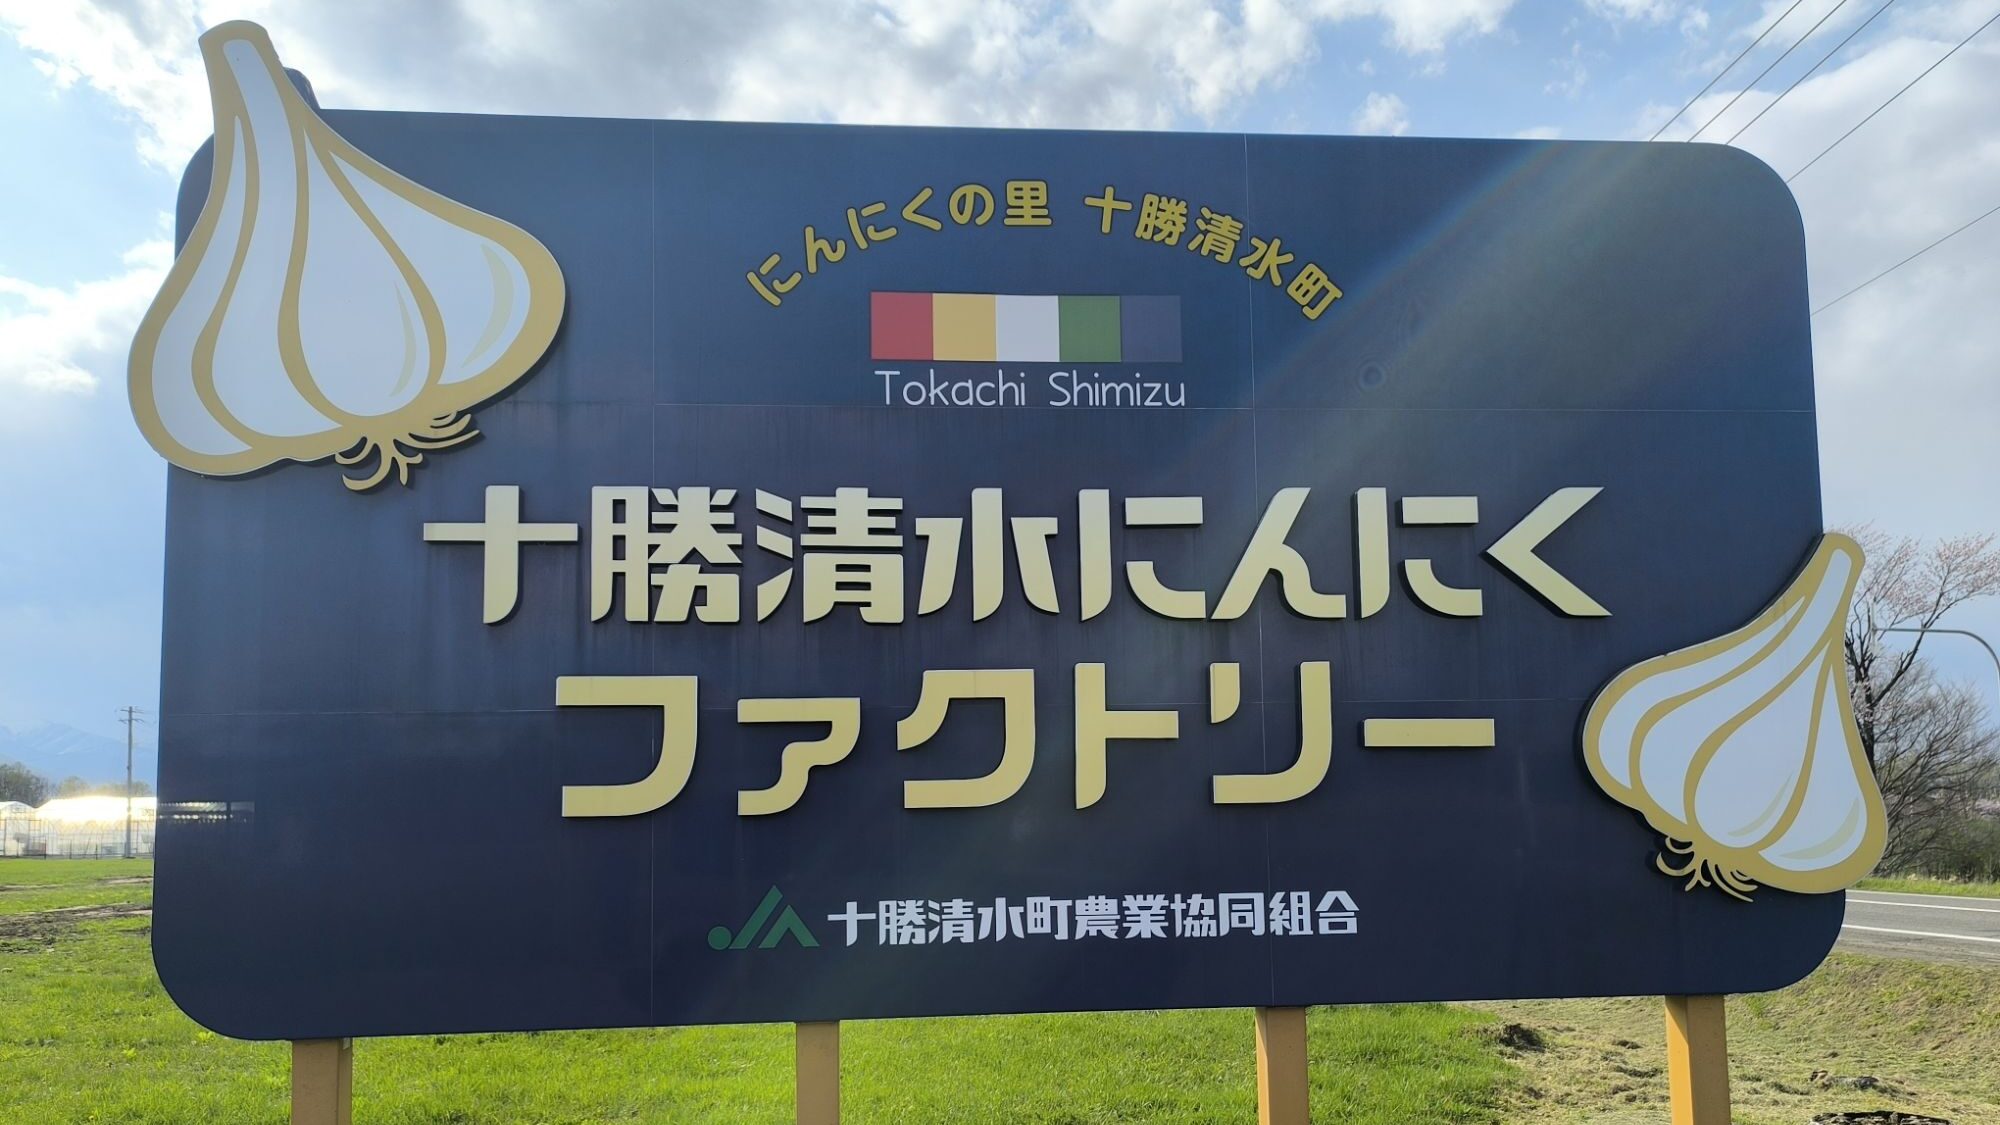 にんにくの里 十勝清水町
Tokachi Shimizu
十勝清水にんにく
ファクトリー
JA 十勝清水町農業協同組合